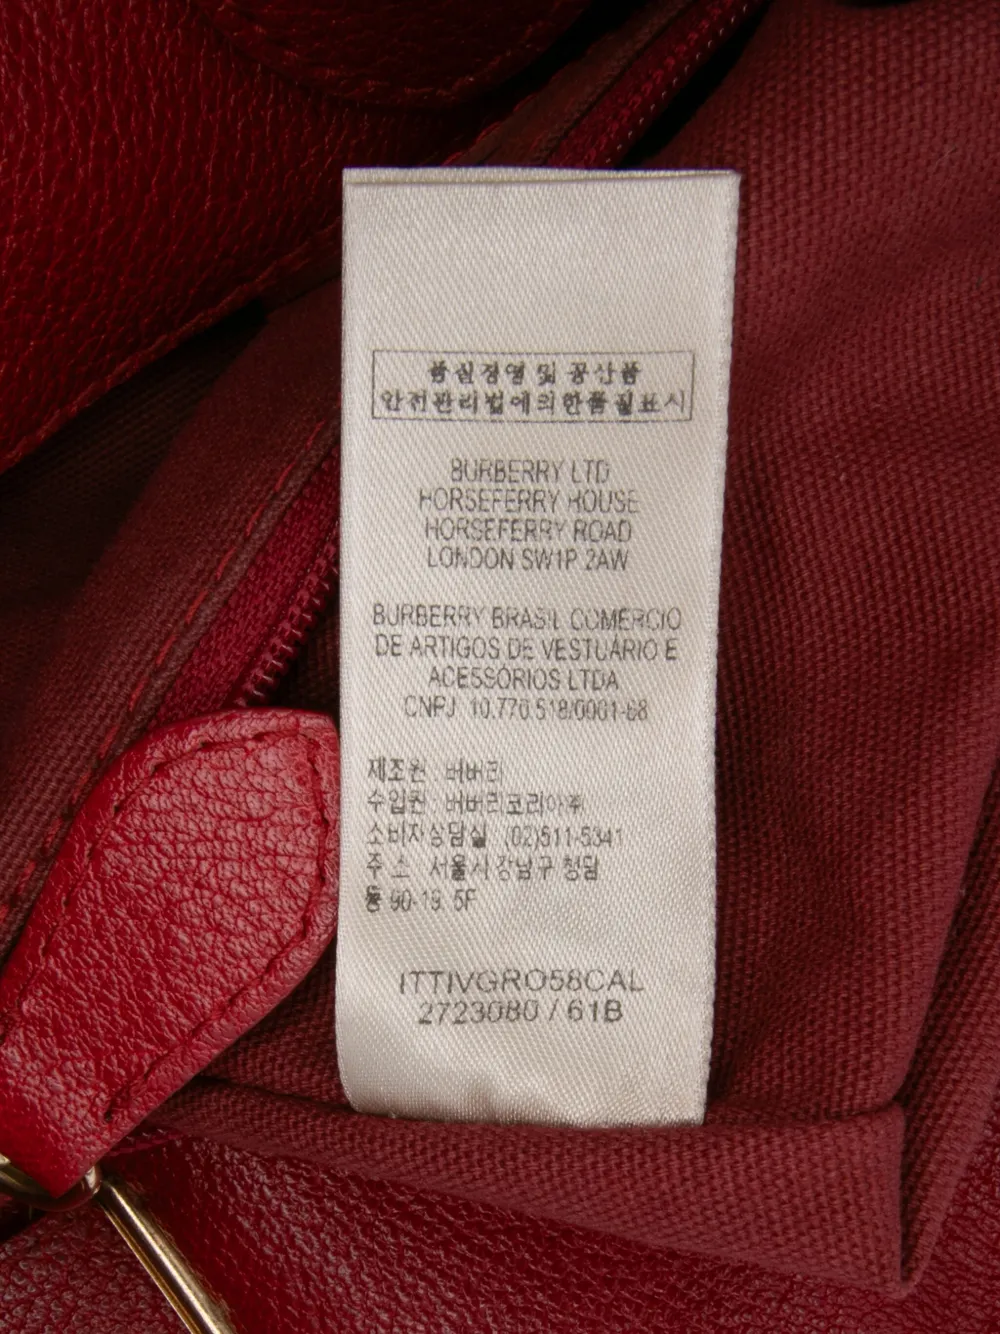 품질경영 및 공산품
안전관리법에의한품질표시
BURBERRY LTD
HORSEFERRY HOUSE
HORSEFERRY ROAD
LONDON SW1P 2AW
BURBERRY BRASIL COMERCIO
DE ARTIGOS DE VESTUÁRIO E
ACESSÓRIOS LTDA
CNPJ 10.770.518/0001-68
제조원 : 버버리
수입원 : 버버리코리아㈜
소비자상담실 (02)511-5341
주 소 서울시강남구청담
동 90-19 5F
ITTIVGRO58CAL
2723080 / 61B